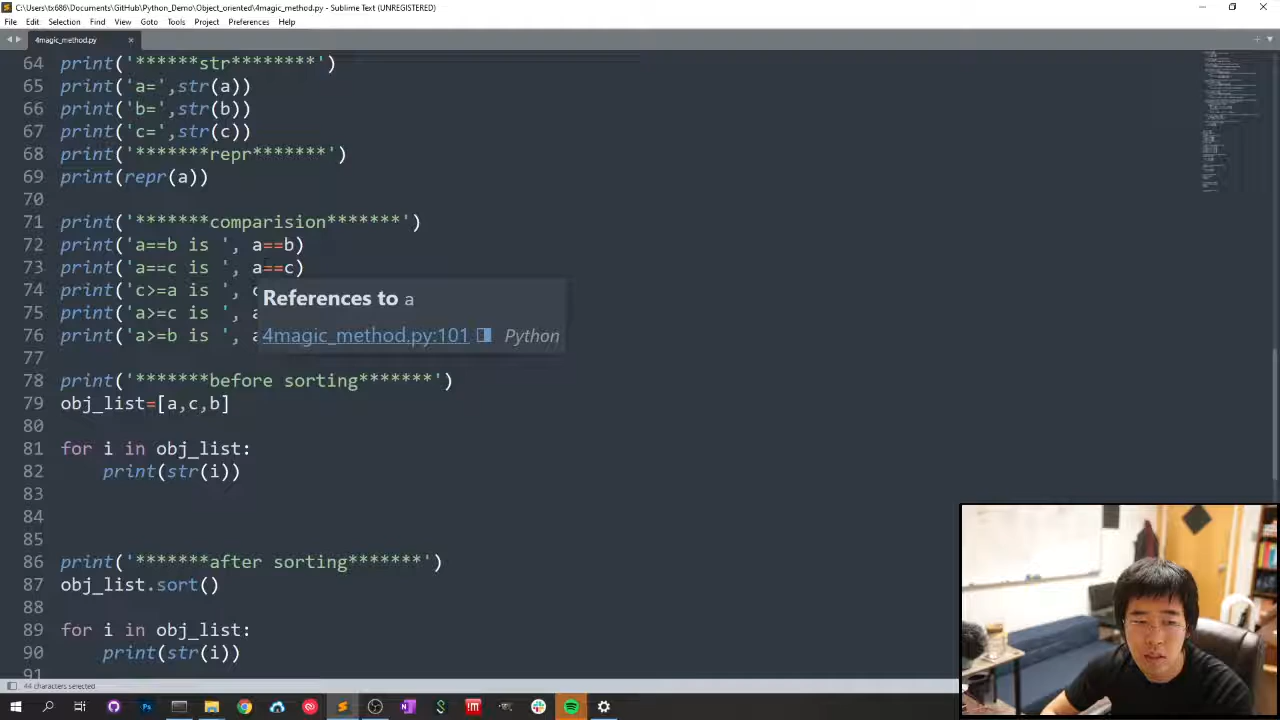 C:\Users\tx686\Documents\GitHub\Python_Demo\Object_oriented\4magic_method.py - Sublime Text (UNREGISTERED)
File Edit Selection Find View Goto Tools Project Preferences Help
4magic_method.py
64 print('******str********')
65 print('a=',str(a))
66 print('b=',str(b))
67 print('c=',str(c))
68 print('*******repr*******')
69 print(repr(a))
70
71 print('*******comparision*******')
72 print('a==b is ', a==b)
73 print('a==c is ', a==c)
74 print('c>=a is ', c
75 print('a>=c is ', a
76 print('a>=b is ', a
References to a
4magic_method.py:101 Python
77
78 print('*******before sorting*******')
79 obj_list=[a,c,b]
80
81 for i in obj_list:
82 print(str(i))
83
84
85
86 print('*******after sorting*******')
87 obj_list.sort()
88
89 for i in obj_list:
90 print(str(i))
91
44 characters selected